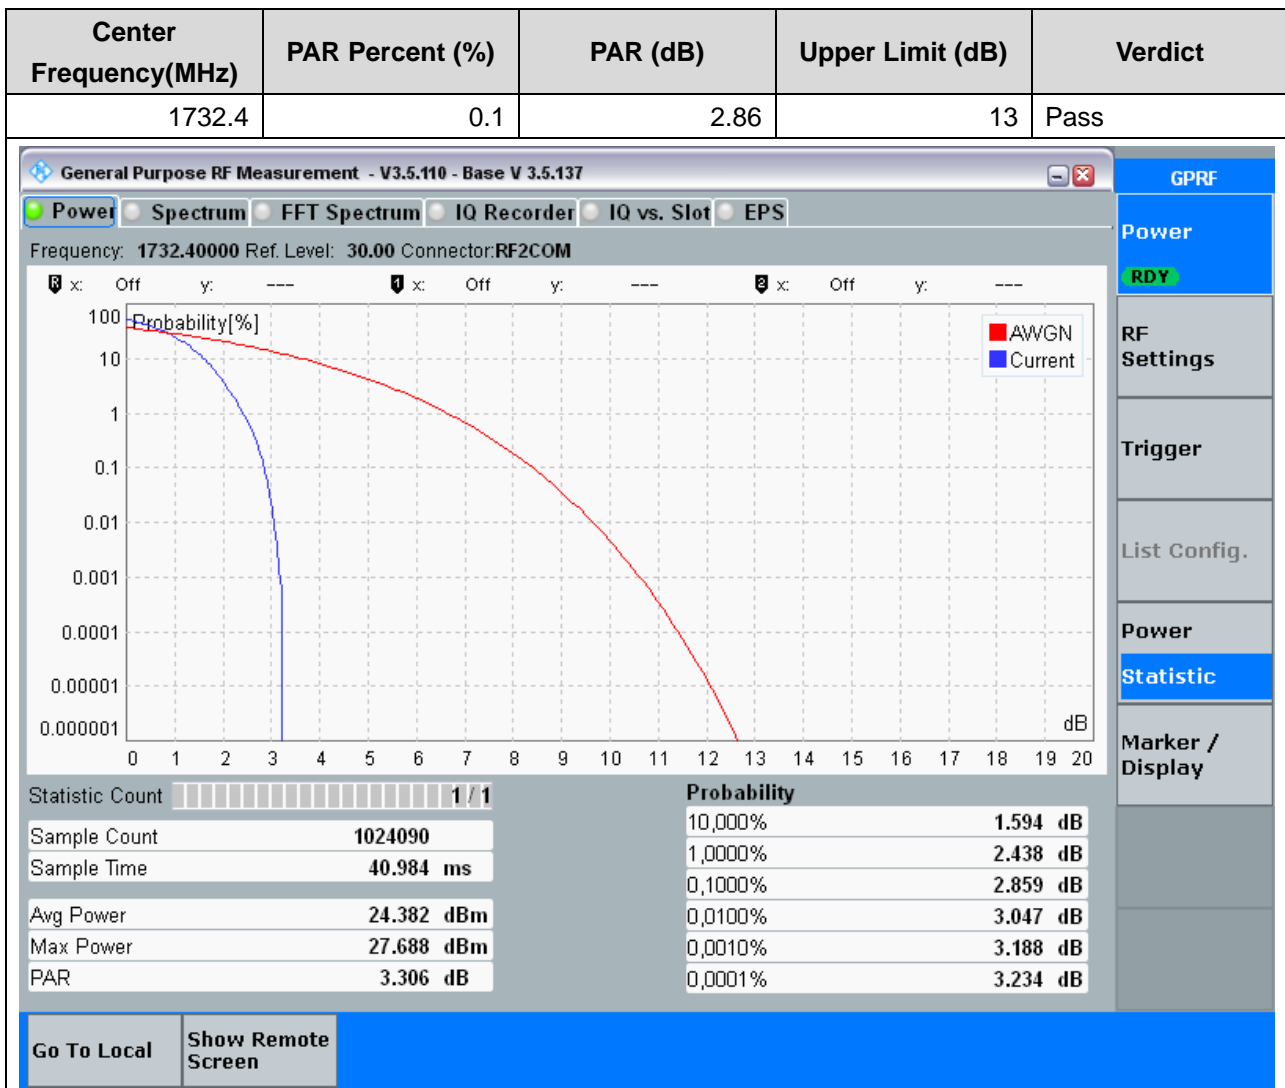 Center Frequency(MHz) PAR Percent (%) PAR (dB) Upper Limit (dB) Verdict
1732.4 0.1 2.86 13 Pass
General Purpose RF Measurement - V3.5.110 - Base V 3.5.137
Power Spectrum FFT Spectrum IQ Recorder IQ vs. Slot EPS
Frequency: 1732.40000 Ref. Level: 30.00 Connector:RF2COM
R x: Off y: --- 1 x: Off y: --- 2 x: Off y: ---
Probability[%]
AWGN
Current
100
10
1
0.1
0.01
0.001
0.0001
0.00001
0.000001
dB
0 1 2 3 4 5 6 7 8 9 10 11 12 13 14 15 16 17 18 19 20
Statistic Count 1 / 1
Sample Count 1024090
Sample Time 40.984 ms
Avg Power 24.382 dBm
Max Power 27.688 dBm
PAR 3.306 dB
Probability
10,000% 1.594 dB
1,0000% 2.438 dB
0,1000% 2.859 dB
0,0100% 3.047 dB
0,0010% 3.188 dB
0,0001% 3.234 dB
GPRF
Power
RDY
RF
Settings
Trigger
List Config.
Power
Statistic
Marker /
Display
Go To Local
Show Remote
Screen